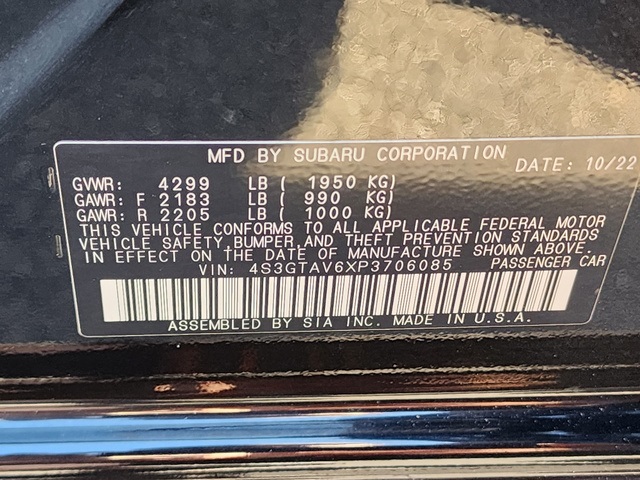 MFD BY SUBARU CORPORATION DATE: 10/22
GVWR: 4299 LB ( 1950 KG)
GAWR: F 2183 LB ( 990 KG)
GAWR: R 2205 LB ( 1000 KG)
THIS VEHICLE CONFORMS TO ALL APPLICABLE FEDERAL MOTOR
VEHICLE SAFETY, BUMPER, AND THEFT PREVENTION STANDARDS
IN EFFECT ON THE DATE OF MANUFACTURE SHOWN ABOVE.
VIN: 4S3GTAV6XP3706085 PASSENGER CAR
ASSEMBLED BY SIA INC. MADE IN U.S.A.